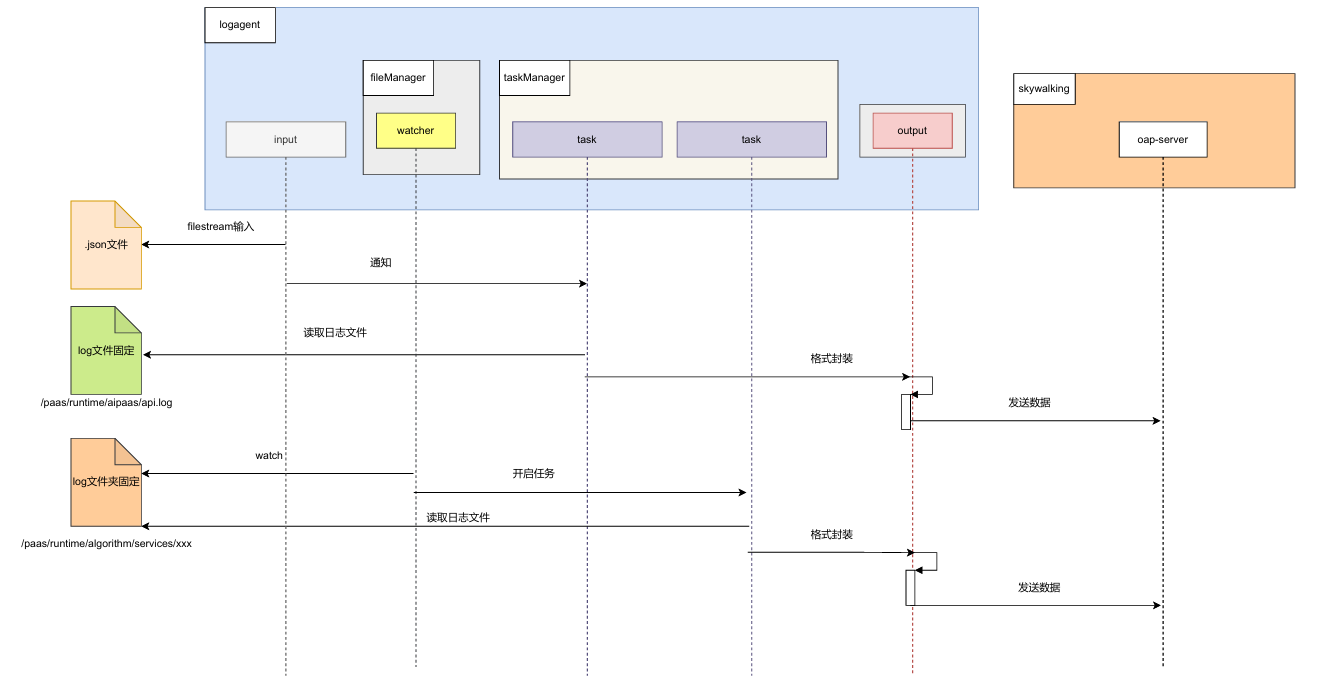 logagent
fileManager
taskManager
skywalking
input
watcher
task
task
output
oap-server
filestream输入
.json文件
通知
读取日志文件
log文件固定
格式封装
/paas/runtime/aipaas/api.log
发送数据
watch
log文件夹固定
开启任务
读取日志文件
格式封装
/paas/runtime/algorithm/services/xxx
发送数据